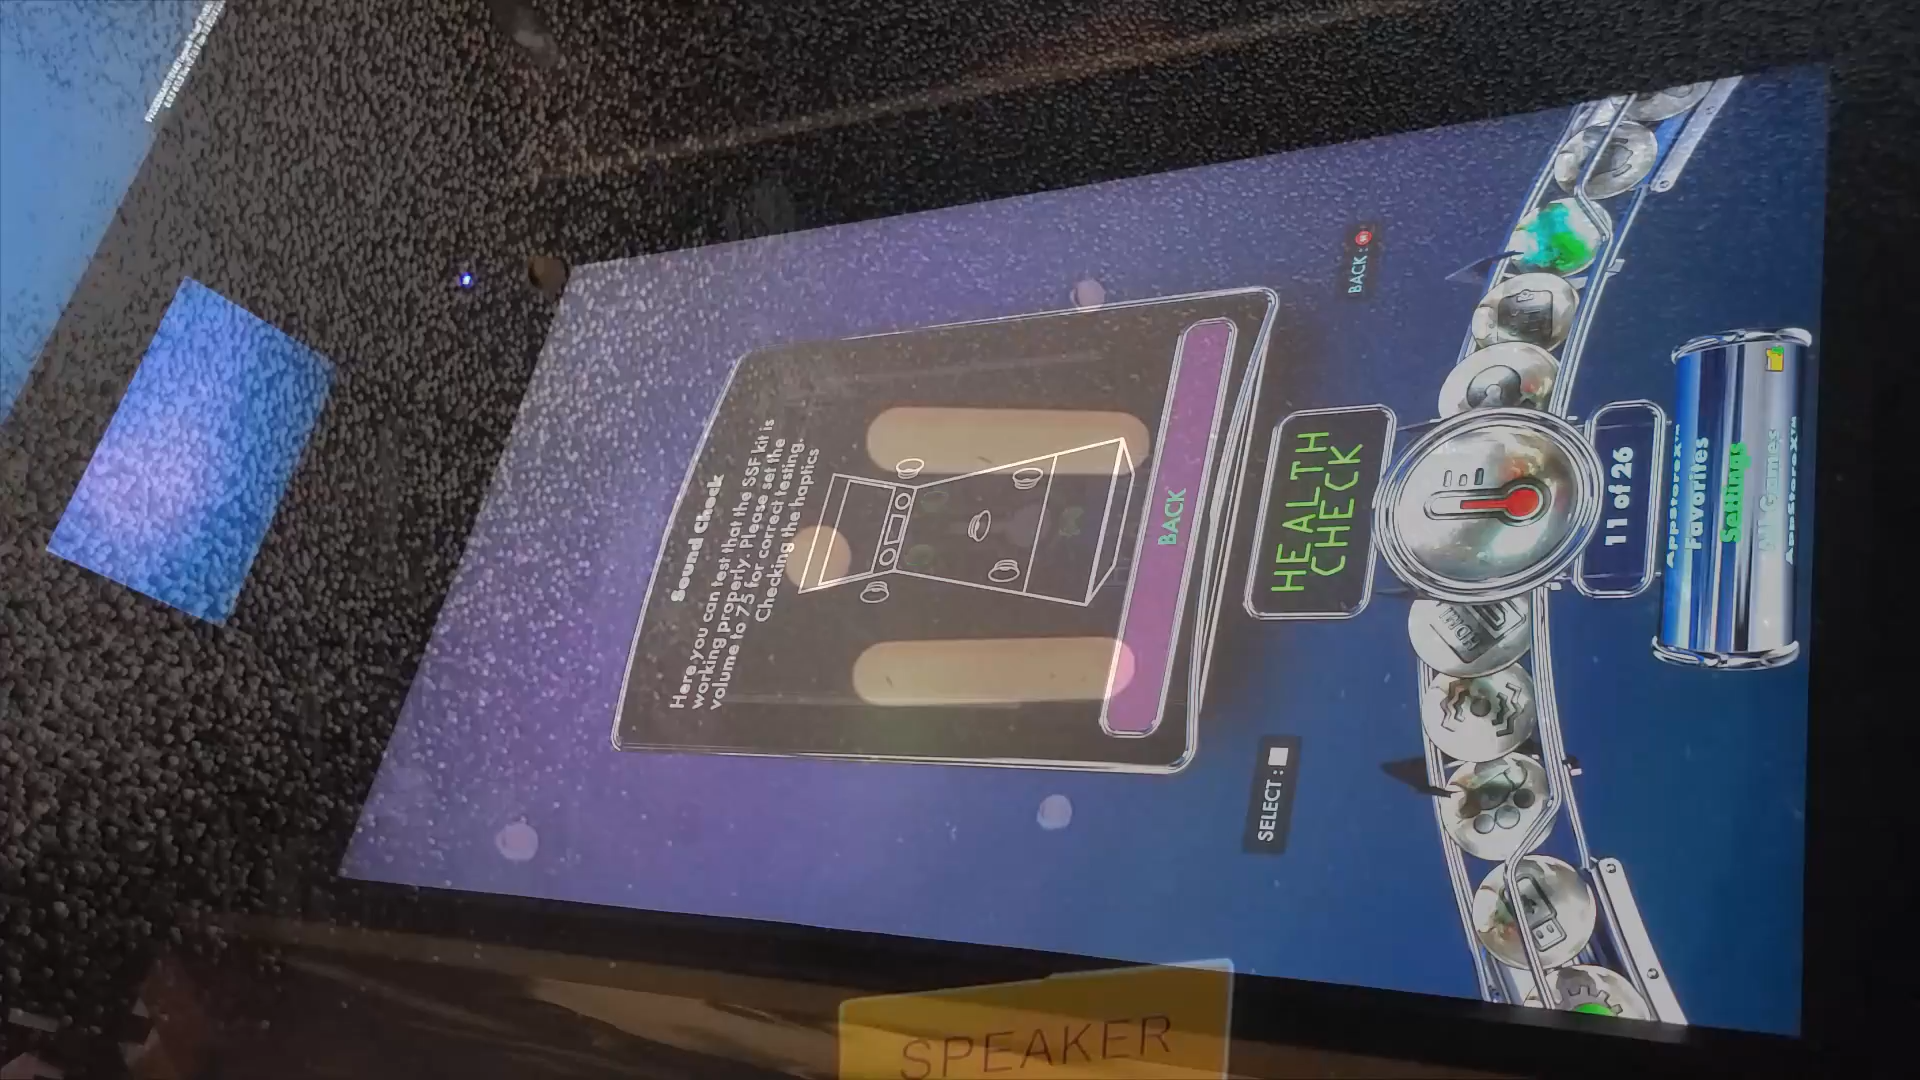 Sound Check
Here you can test that the SSF kit is
working properly. Please set the
volume to 75 for correct testing.
Checking the haptics
BACK
BACK :
SELECT :
HEALTH
CHECK
HDMI
11 of 26
Favorites
Settings
All Games
SPEAKER